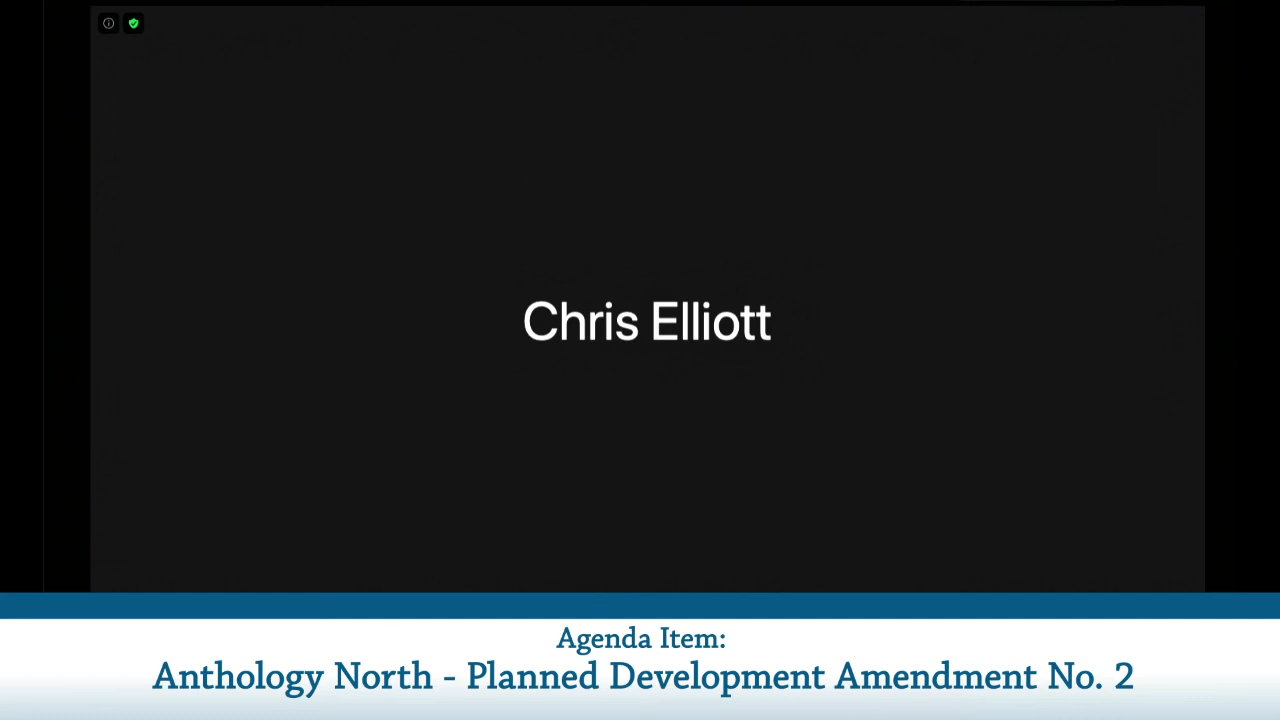 Chris Elliott
Agenda Item:
Anthology North - Planned Development Amendment No. 2